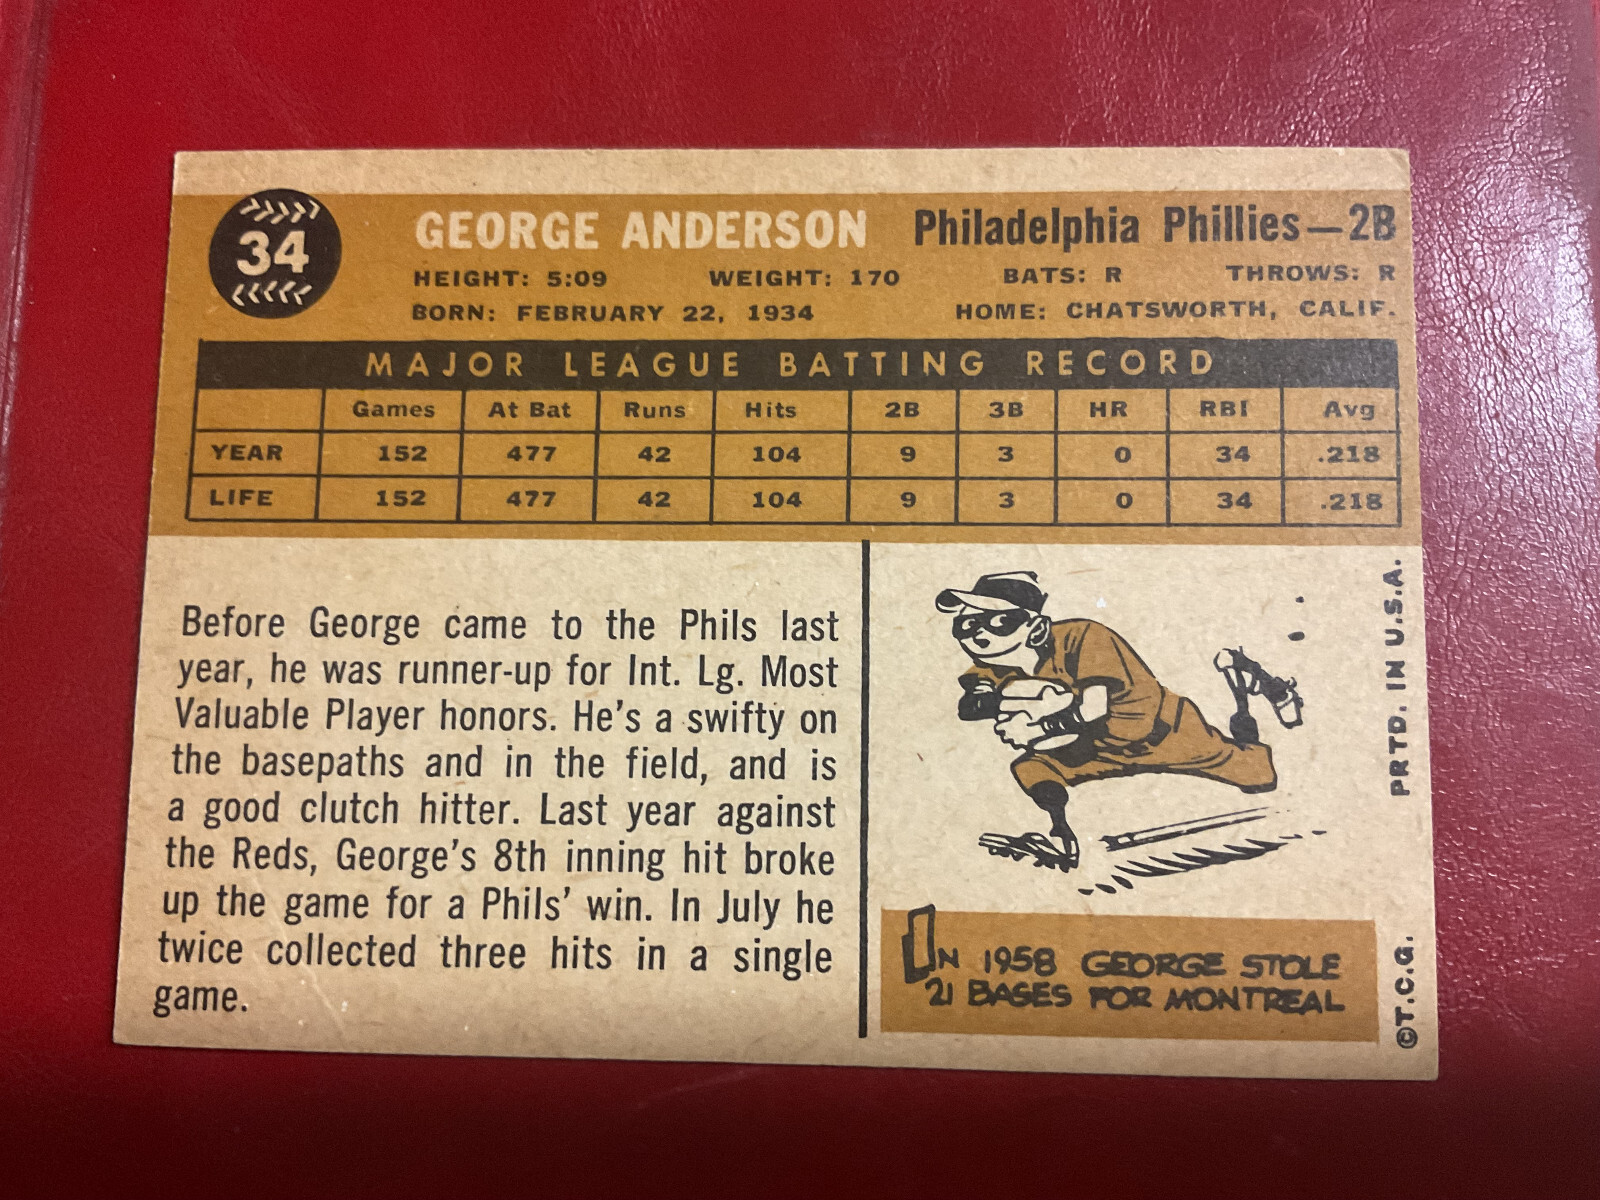 34
GEORGE ANDERSON Philadelphia Phillies—2B
HEIGHT: 5:09 WEIGHT: 170 BATS: R THROWS: R
BORN: FEBRUARY 22, 1934 HOME: CHATSWORTH, CALIF.
MAJOR LEAGUE BATTING RECORD
Games At Bat Runs Hits 2B 3B HR RBI Avg
YEAR 152 477 42 104 9 3 0 34 .218
LIFE 152 477 42 104 9 3 0 34 .218
Before George came to the Phils last
year, he was runner-up for Int. Lg. Most
Valuable Player honors. He's a swifty on
the basepaths and in the field, and is
a good clutch hitter. Last year against
the Reds, George's 8th inning hit broke
up the game for a Phils' win. In July he
twice collected three hits in a single
game.
IN 1958 GEORGE STOLE
21 BASES FOR MONTREAL
©T.C.G. PRTD. IN U.S.A.